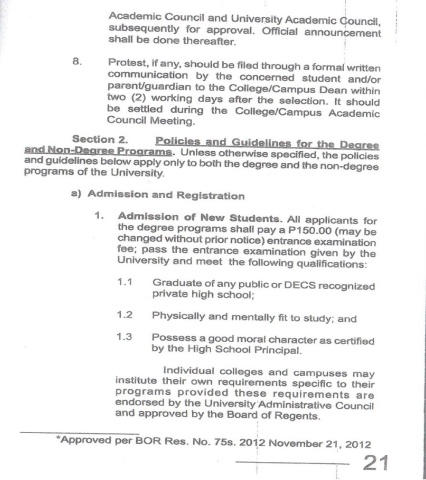 Academic Council and University Academic Council,
subsequently for approval. Official announcement
shall be done thereafter.
8. Protest, if any, should be filed through a formal written
communication by the concerned student and/or
parent/guardian to the College/Campus Dean within
two (2) working days after the selection. It should
be settled during the College/Campus Academic
Council Meeting.
Section 2. Policies and Guidelines for the Degree
and Non-Degree Programs. Unless otherwise specified, the policies
and guidelines below apply only to both the degree and the non-degree
programs of the University.
a) Admission and Registration
1. Admission of New Students. All applicants for
the degree programs shall pay a P150.00 (may be
changed without prior notice) entrance examination
fee; pass the entrance examination given by the
University and meet the following qualifications:
1.1 Graduate of any public or DECS recognized
private high school;
1.2 Physically and mentally fit to study; and
1.3 Possess a good moral character as certified
by the High School Principal.
Individual colleges and campuses may
institute their own requirements specific to their
programs provided these requirements are
endorsed by the University Administrative Council
and approved by the Board of Regents.
*Approved per BOR Res. No. 75s. 2012 November 21, 2012
21